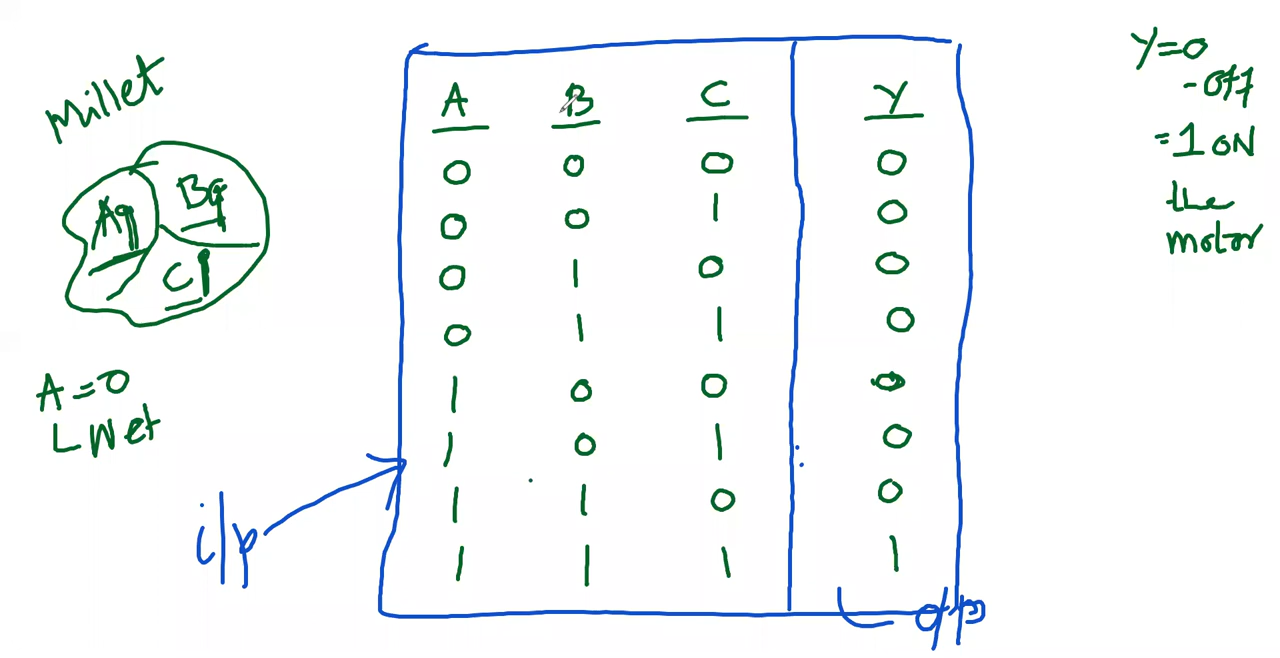 Millet
Aq
Bq
Cq
A=0
L Wet
i/p
A B C Y
0 0 0 0
0 0 1 0
0 1 0 0
0 1 1 0
1 0 0 0
1 0 1 0
1 1 0 0
1 1 1 1
o/p
Y=0
-Off
=1 ON
the
motor